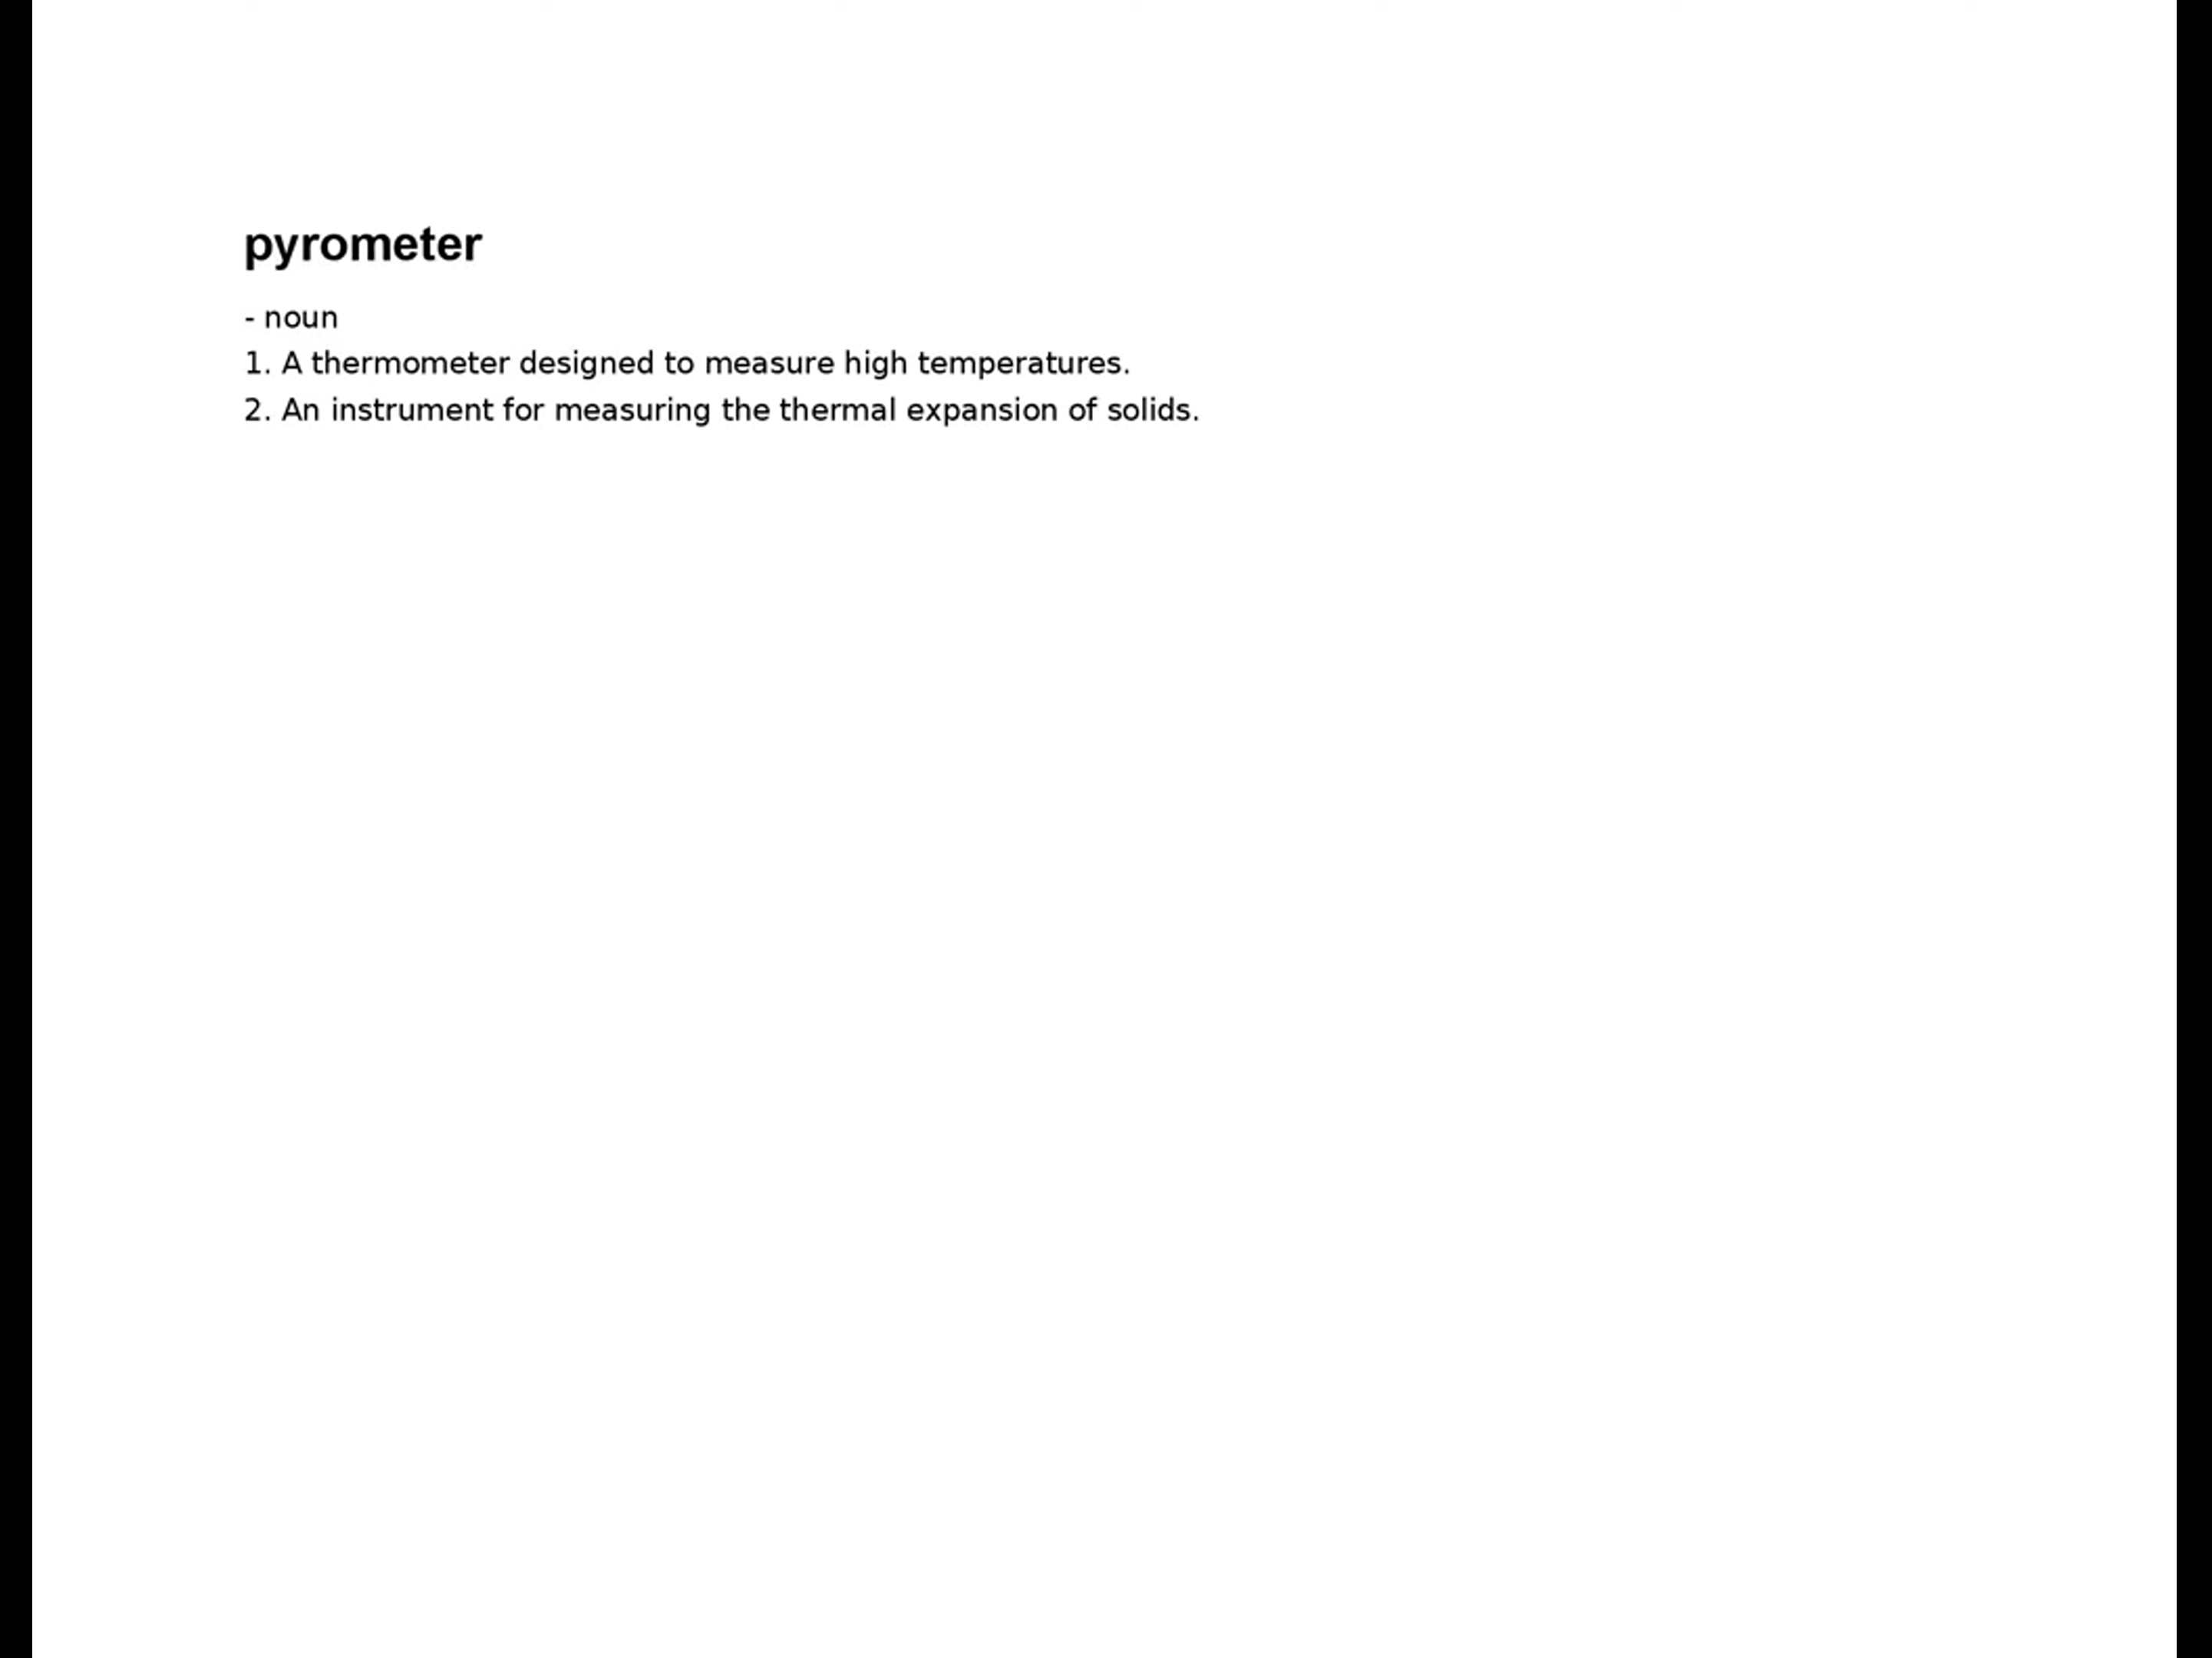 pyrometer
- noun
1. A thermometer designed to measure high temperatures.
2. An instrument for measuring the thermal expansion of solids.